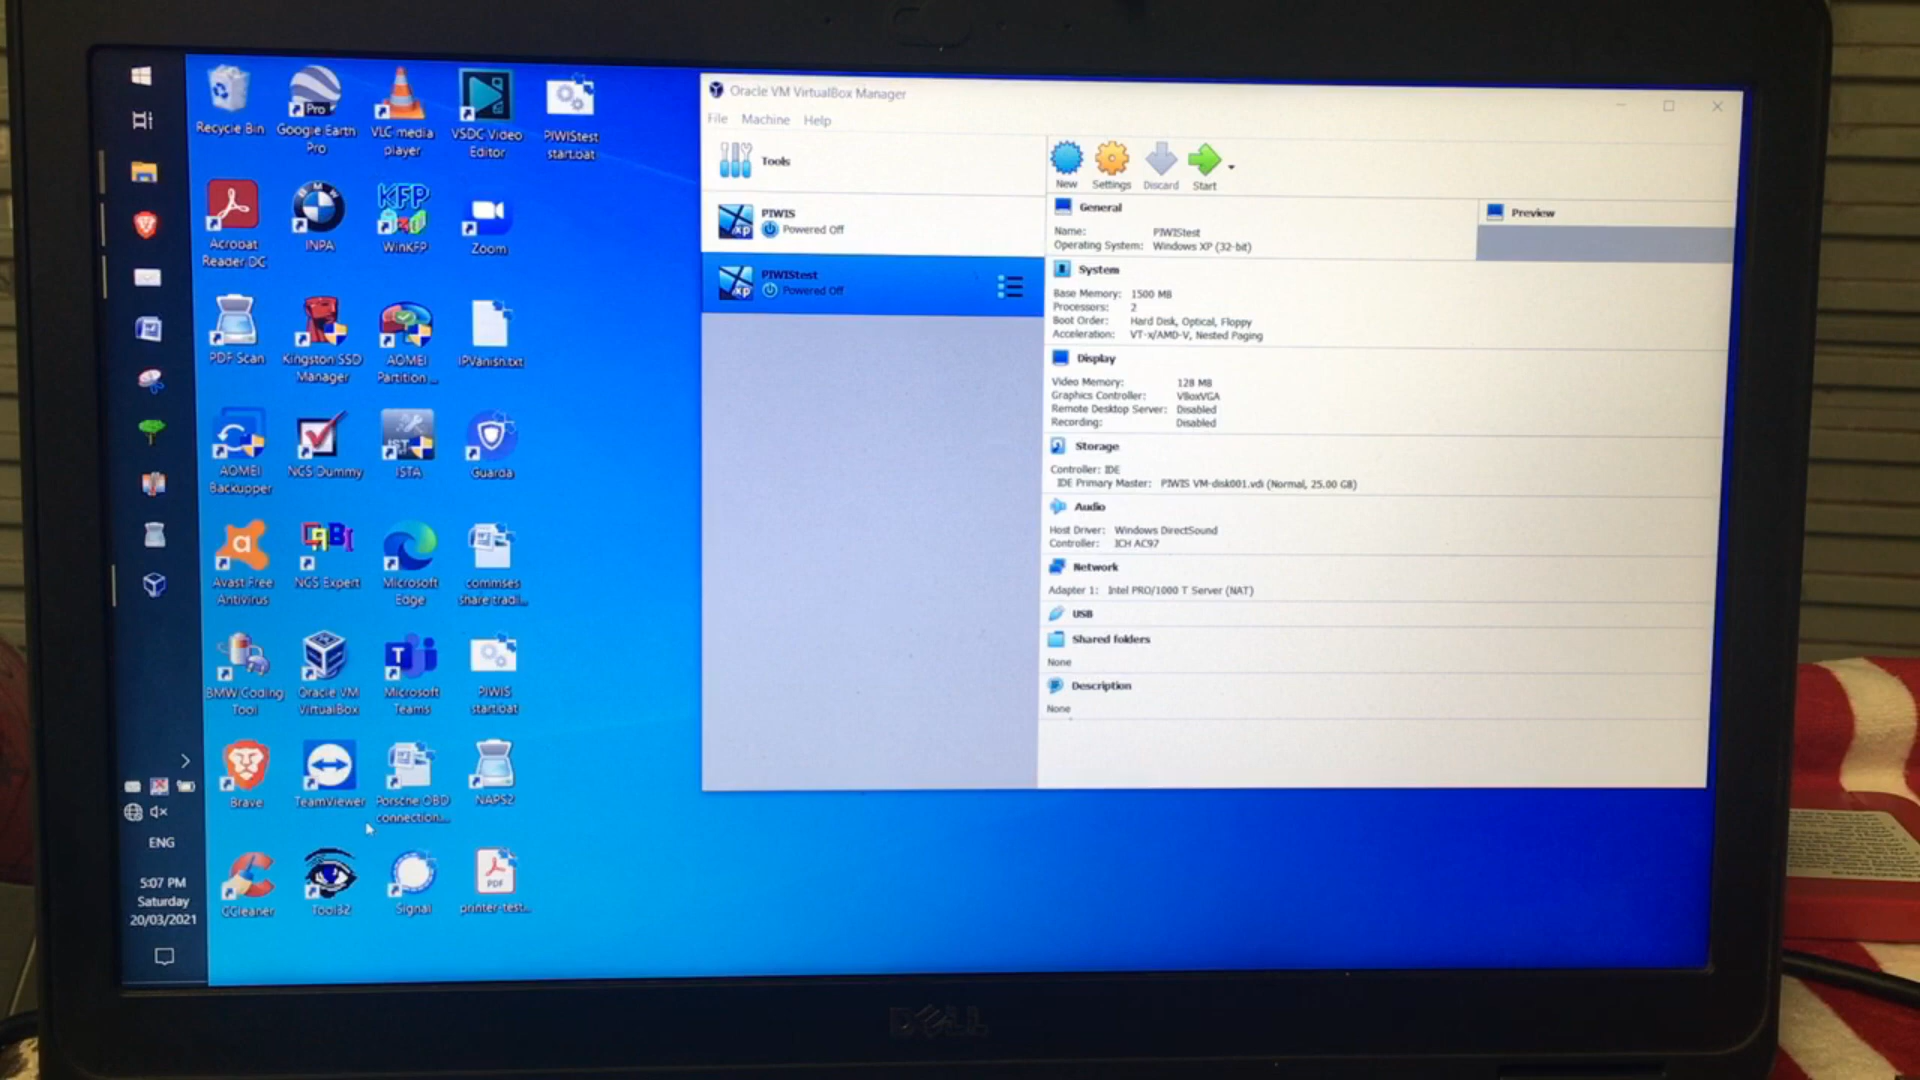 Recycle Bin
Google Earth
Pro
VLC media
player
VSDC Video
Editor
PIWIStest
start.bat
Acrobat
Reader DC
INPA
WinKFP
Zoom
PDF Scan
Kingston SSD
Manager
AOMEI
Partition ...
IPVanish.txt
AOMEI
Backupper
NCS Dummy
ISTA
Guarda
Avast Free
Antivirus
NCS Expert
Microsoft
Edge
commses
share tradi...
BMW Coding
Tool
Oracle VM
VirtualBox
Microsoft
Teams
PIWIS
start.bat
Brave
TeamViewer
Porsche OBD
connection...
NAPS2
CCleaner
Tool32
Signal
printer-test...
ENG
5:07 PM
Saturday
20/03/2021
Oracle VM VirtualBox Manager
File Machine Help
Tools
PIWIS
Powered Off
PIWIStest
Powered Off
New Settings Discard Start
General
Name: PIWIStest
Operating System: Windows XP (32-bit)
Preview
System
Base Memory: 1500 MB
Processors: 2
Boot Order: Hard Disk, Optical, Floppy
Acceleration: VT-x/AMD-V, Nested Paging
Display
Video Memory: 128 MB
Graphics Controller: VBoxVGA
Remote Desktop Server: Disabled
Recording: Disabled
Storage
Controller: IDE
IDE Primary Master: PIWIS VM-disk001.vdi (Normal, 25.00 GB)
Audio
Host Driver: Windows DirectSound
Controller: ICH AC97
Network
Adapter 1: Intel PRO/1000 T Server (NAT)
USB
Shared folders
None
Description
None
DELL